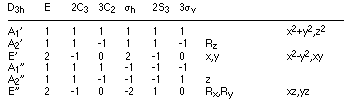 D3h E 2C3 3C2 σh 2S3 3σv
A1' 1 1 1 1 1 1 x²+y²,z²
A2' 1 1 -1 1 1 -1 Rz
E' 2 -1 0 2 -1 0 x,y x²-y²,xy
A1" 1 1 1 -1 -1 -1
A2" 1 1 -1 -1 -1 1 z
E" 2 -1 0 -2 1 0 Rx,Ry xz,yz